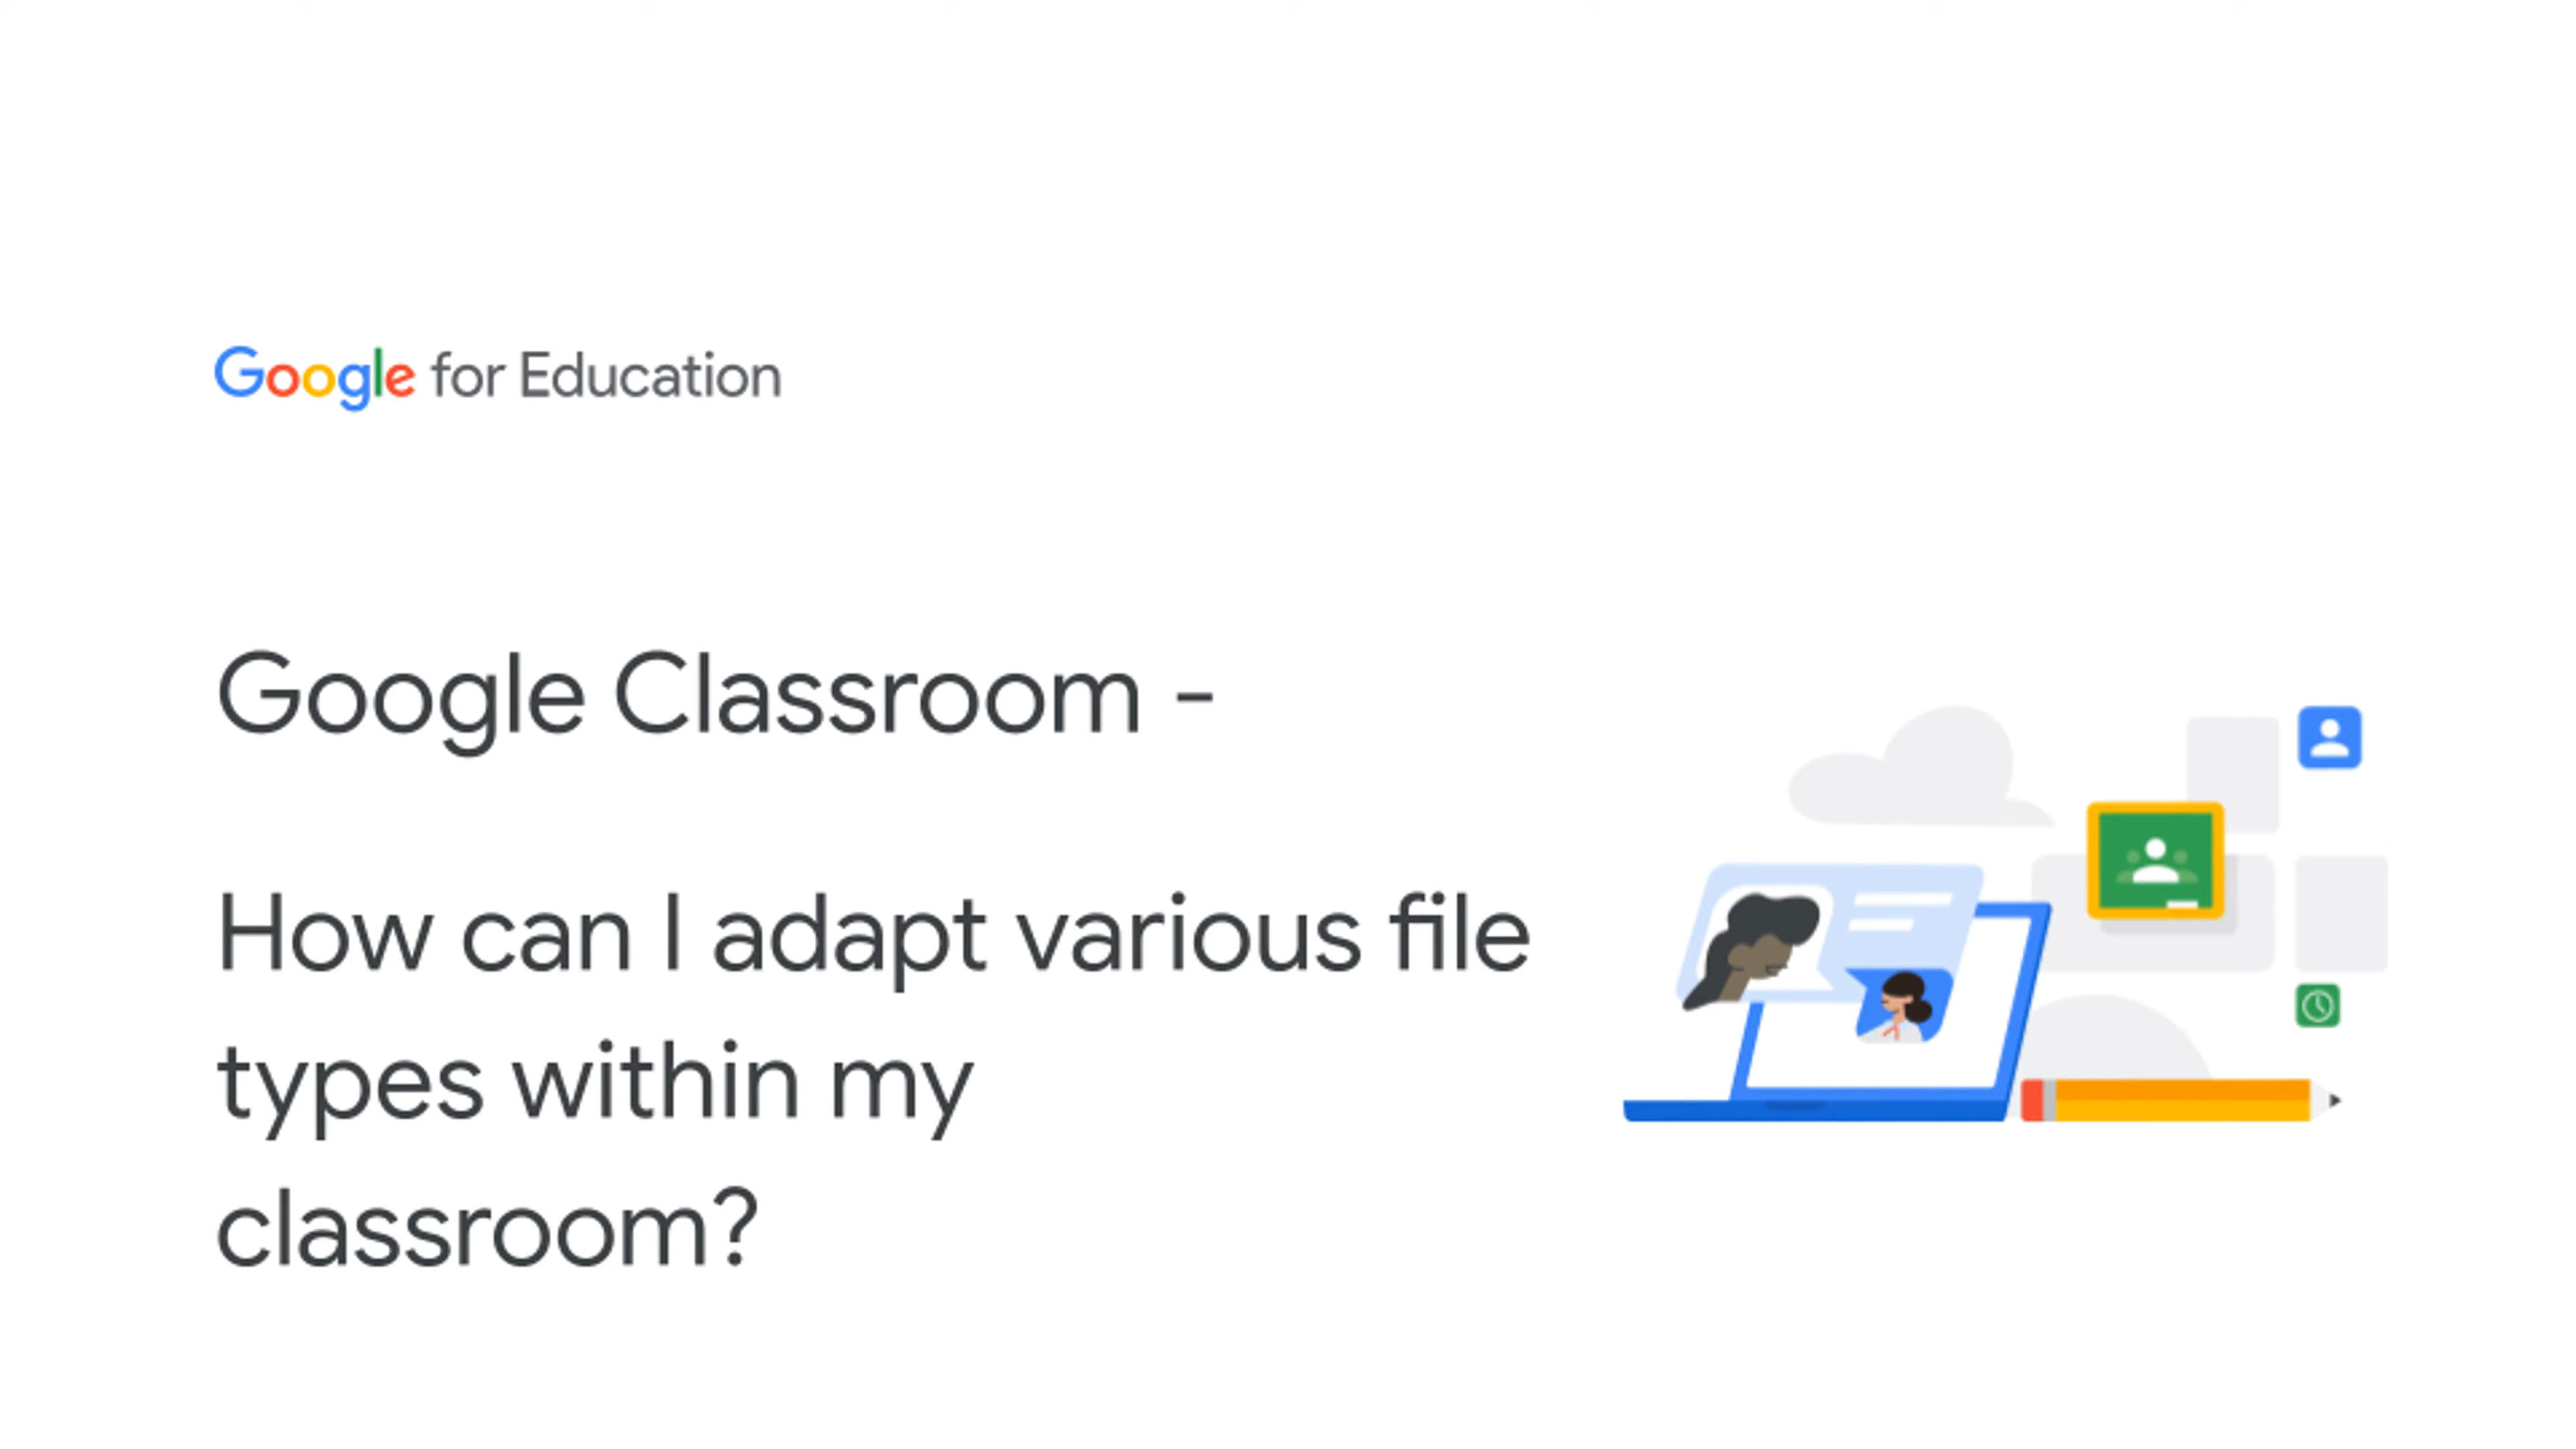 Google for Education
Google Classroom -
How can I adapt various file
types within my
classroom?